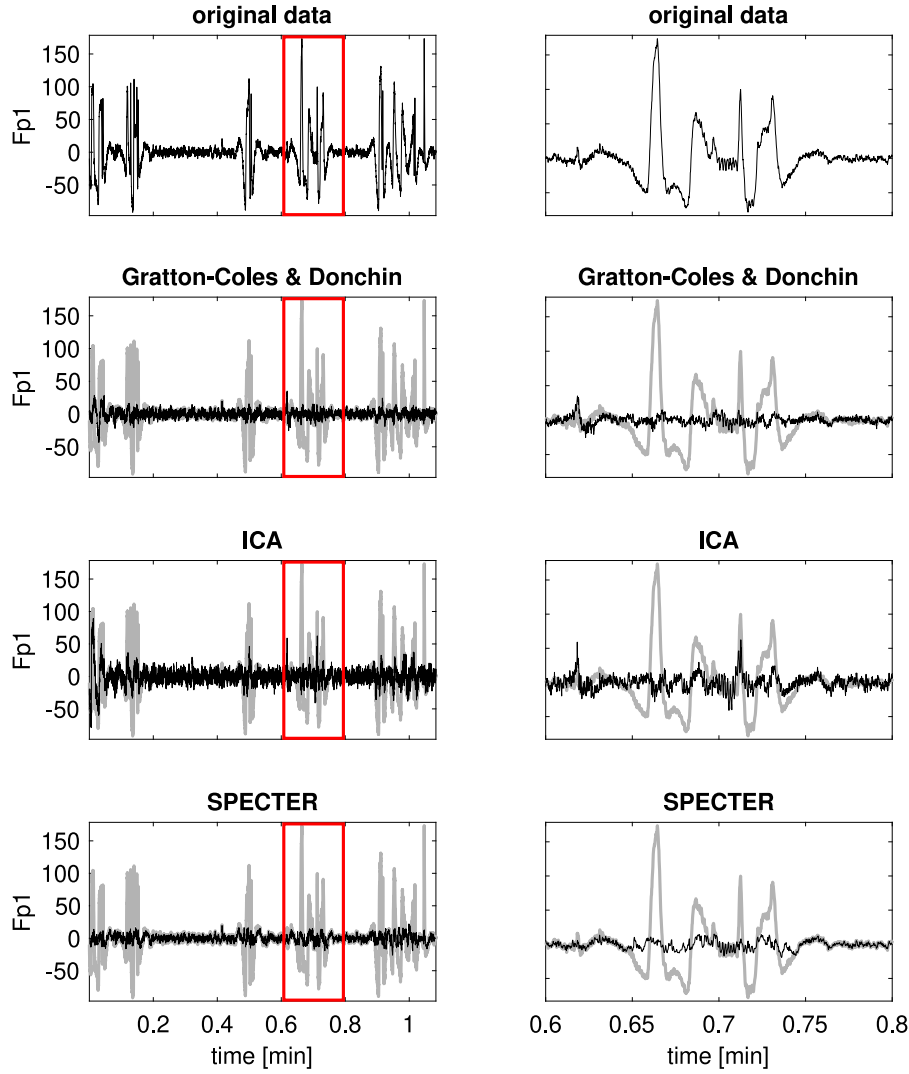 original data
original data
150
100
50
0
-50
Fp1
Gratton-Coles & Donchin
Gratton-Coles & Donchin
150
100
50
0
-50
Fp1
ICA
ICA
150
100
50
0
-50
Fp1
SPECTER
SPECTER
150
100
50
0
-50
Fp1
0.2 0.4 0.6 0.8 1
time [min]
0.6 0.65 0.7 0.75 0.8
time [min]